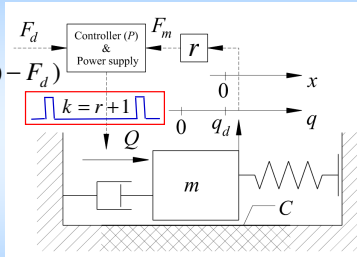 F_d
Controller (P)
&
Power supply
F_m
r
− F_d )
0
x
k = r + 1
0
q_d
q
Q
m
C